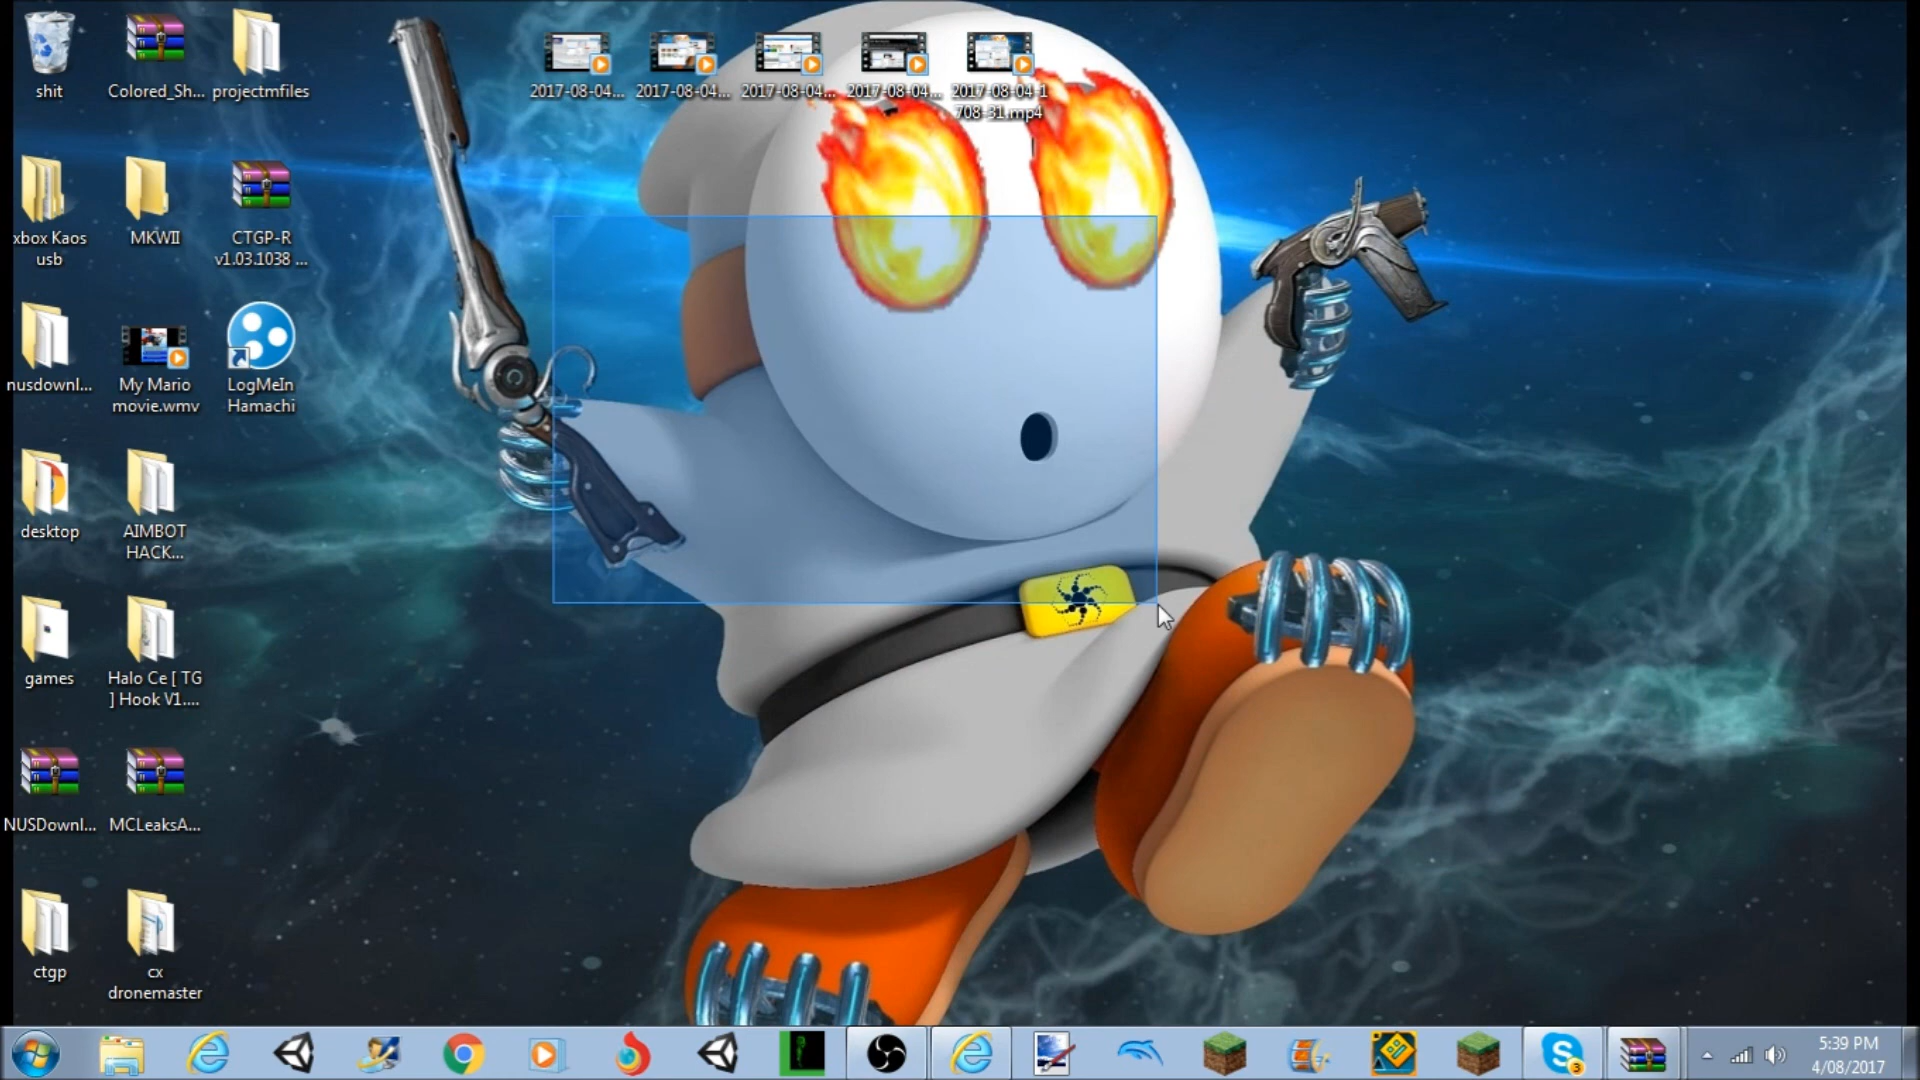 shit
Colored_Sh...
projectmfiles
2017-08-04...
2017-08-04...
2017-08-04...
2017-08-04...
2017-08-04-1
708-31.mp4
xbox Kaos
usb
MKWII
CTGP-R
v1.03.1038 ...
nusdownl...
My Mario
movie.wmv
LogMeIn
Hamachi
desktop
AIMBOT
HACK...
games
Halo Ce [ TG
] Hook V1....
NUSDownl...
MCLeaksA...
ctgp
cx
dronemaster
3
5:39 PM
4/08/2017